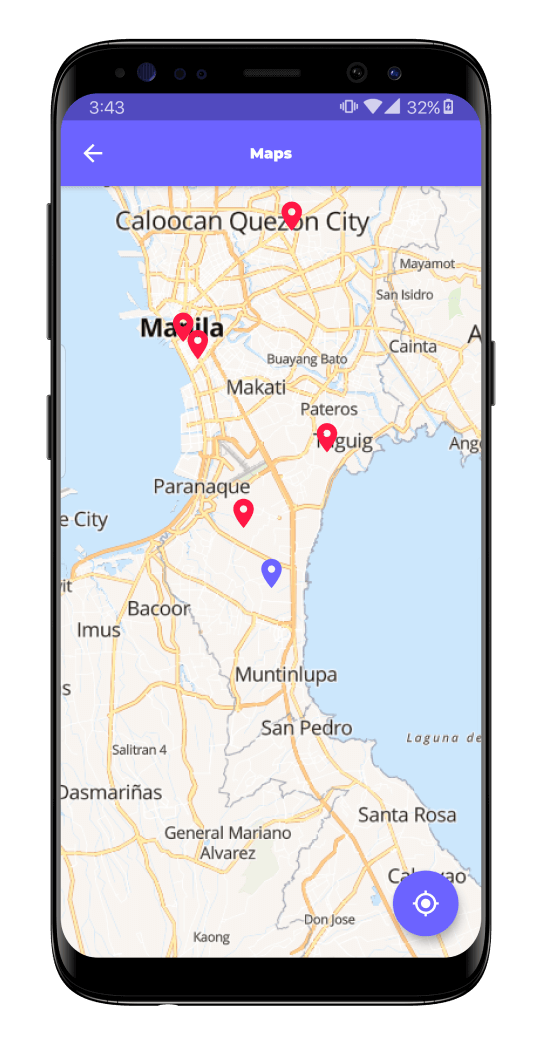 3:43
32%
Maps
Caloocan Quezon City
Mayamot
San Isidro
Manila
Cainta
A
Buayang Bato
Makati
Pateros
Taguig
Ang
Paranaque
e City
vit
Bacoor
Imus
s
Muntinlupa
San Pedro
Laguna de
Salitran 4
Dasmariñas
Santa Rosa
General Mariano
Alvarez
Don Jose
Kaong